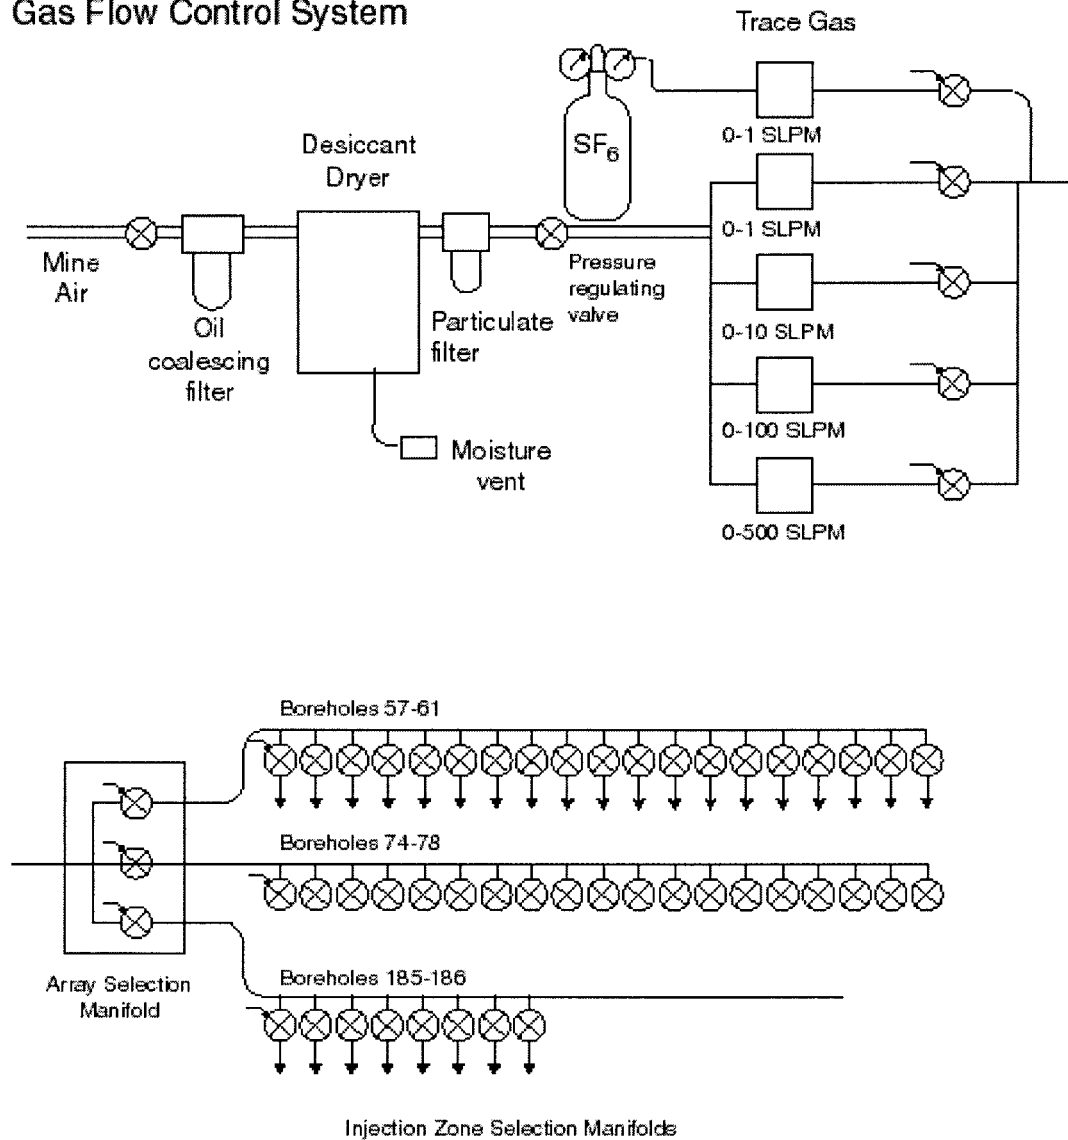 Gas Flow Control System
Trace Gas
SF6
0-1 SLPM
Desiccant
Dryer
0-1 SLPM
Mine
Air
Pressure
regulating
valve
Oil
coalescing
filter
Particulate
filter
0-10 SLPM
0-100 SLPM
Moisture
vent
0-500 SLPM
Boreholes 57-61
Boreholes 74-78
Array Selection
Manifold
Boreholes 185-186
Injection Zone Selection Manifolds